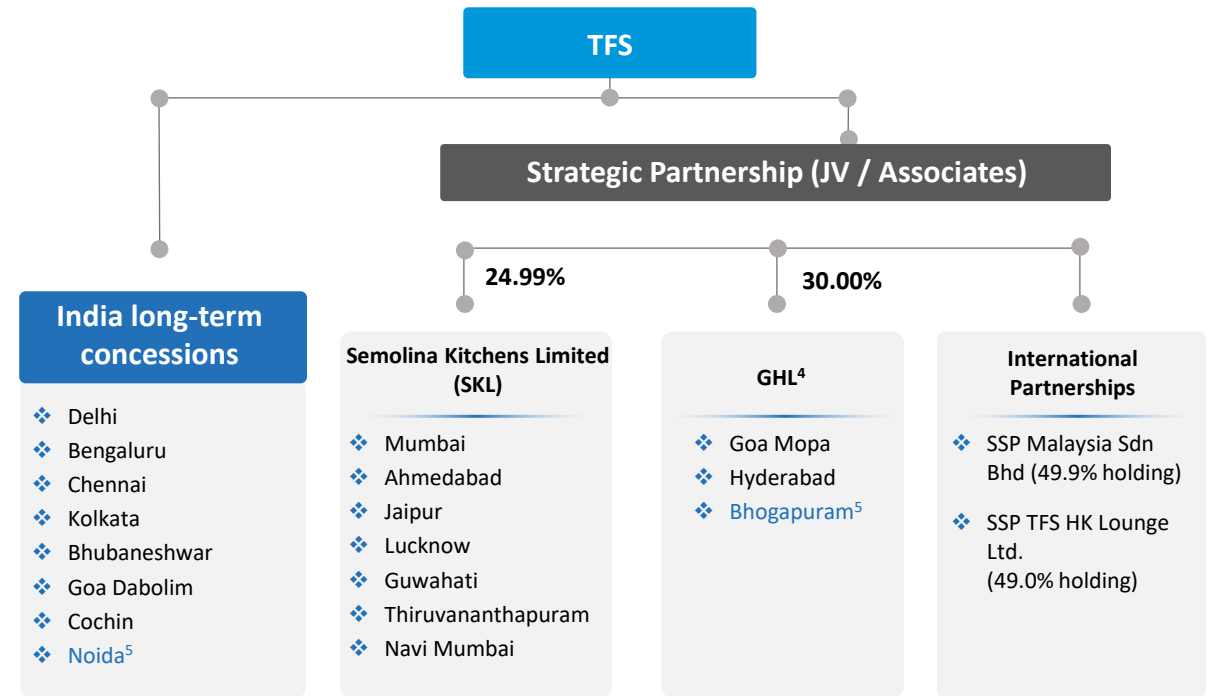 TFS
Strategic Partnership (JV / Associates)
24.99%
30.00%
India long-term
concessions
❖ Delhi
❖ Bengaluru
❖ Chennai
❖ Kolkata
❖ Bhubaneshwar
❖ Goa Dabolim
❖ Cochin
❖ Noida⁵
Semolina Kitchens Limited
(SKL)
❖ Mumbai
❖ Ahmedabad
❖ Jaipur
❖ Lucknow
❖ Guwahati
❖ Thiruvananthapuram
❖ Navi Mumbai
GHL⁴
❖ Goa Mopa
❖ Hyderabad
❖ Bhogapuram⁵
International
Partnerships
❖ SSP Malaysia Sdn
Bhd (49.9% holding)
❖ SSP TFS HK Lounge
Ltd.
(49.0% holding)